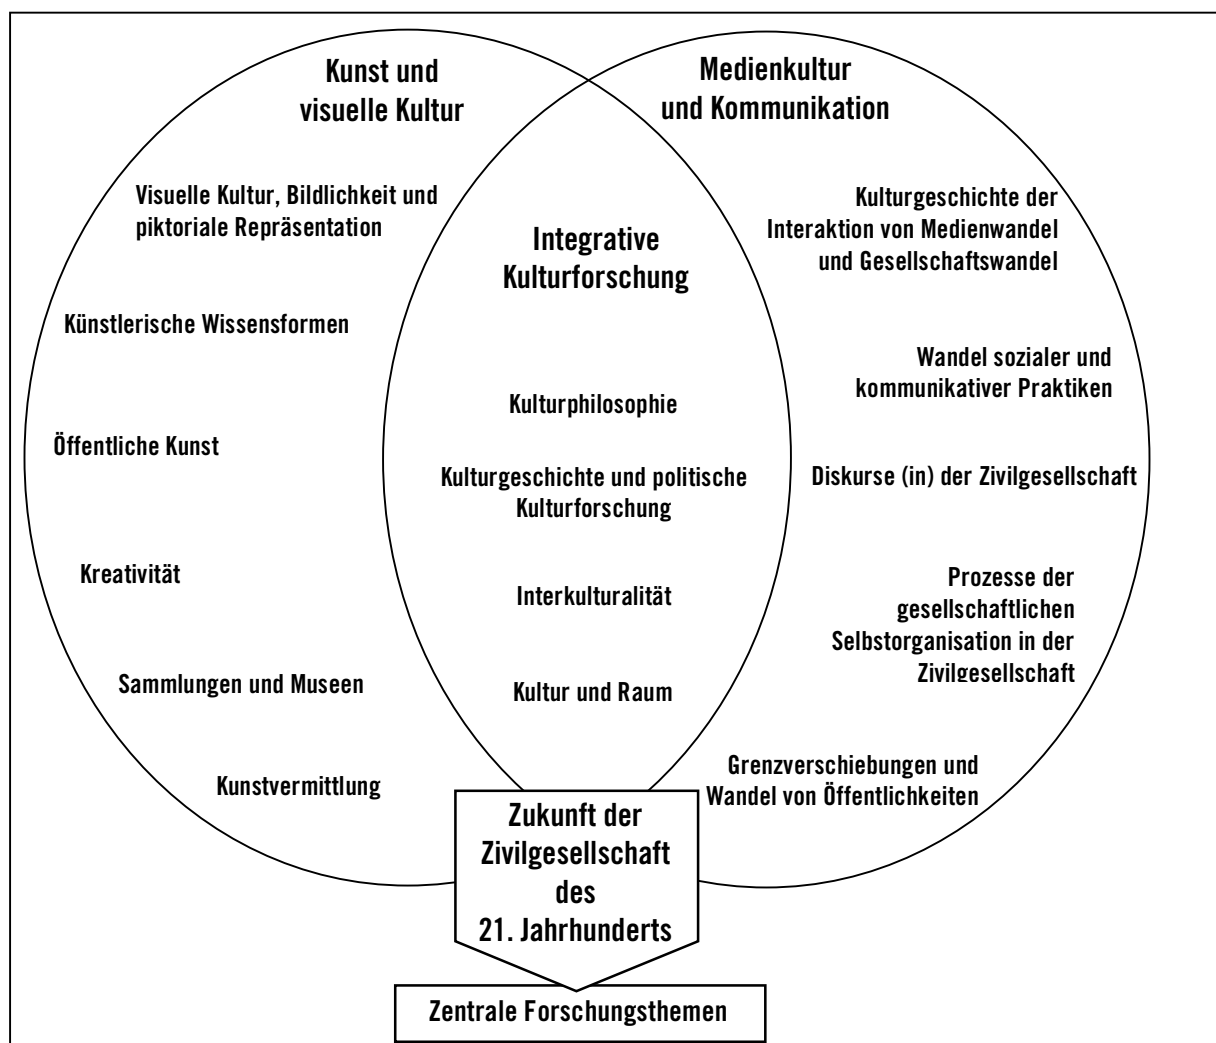 Kunst und
visuelle Kultur
Visuelle Kultur, Bildlichkeit und
piktoriale Repräsentation
Künstlerische Wissensformen
Öffentliche Kunst
Kreativität
Sammlungen und Museen
Kunstvermittlung
Integrative
Kulturforschung
Kulturphilosophie
Kulturgeschichte und politische
Kulturforschung
Interkulturalität
Kultur und Raum
Medienkultur
und Kommunikation
Kulturgeschichte der
Interaktion von Medienwandel
und Gesellschaftswandel
Wandel sozialer und
kommunikativer Praktiken
Diskurse (in) der Zivilgesellschaft
Prozesse der
gesellschaftlichen
Selbstorganisation in der
Zivilgesellschaft
Grenzverschiebungen und
Wandel von Öffentlichkeiten
Zukunft der
Zivilgesellschaft
des
21. Jahrhunderts
Zentrale Forschungsthemen